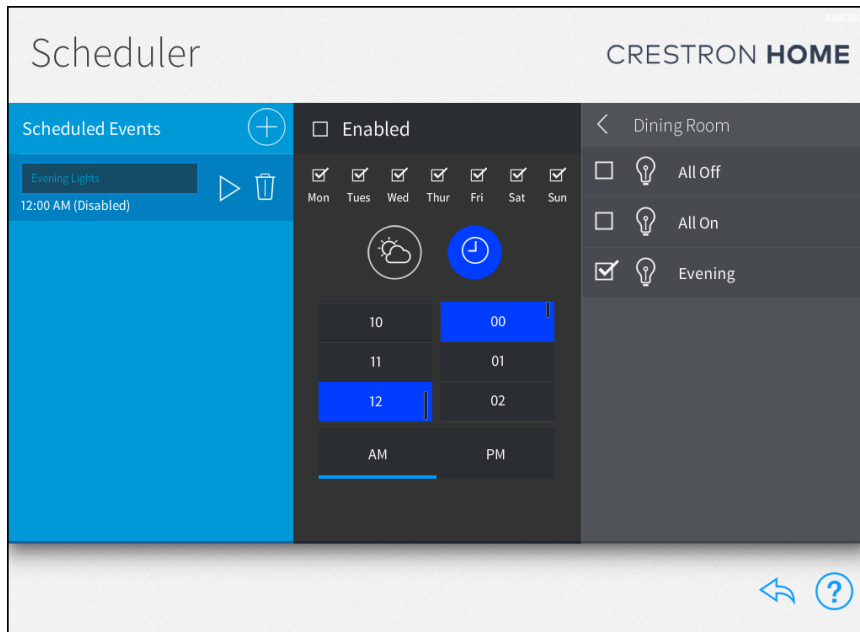 Scheduler
CRESTRON HOME
Scheduled Events
Evening Lights
12:00 AM (Disabled)
Enabled
Mon Tues Wed Thur Fri Sat Sun
10 00
11 01
12 02
AM PM
Dining Room
All Off
All On
Evening
?